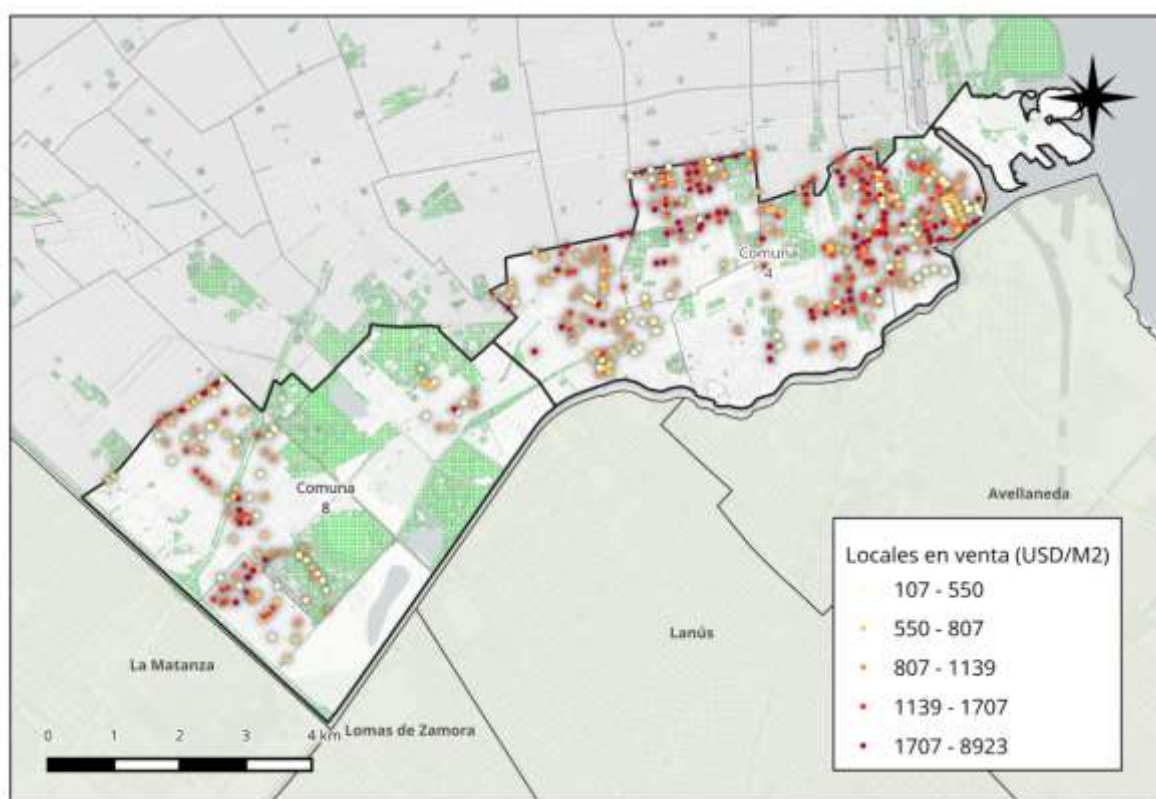 Comuna
4
Comuna
8
Avellaneda
Lanús
La Matanza
Lomas de Zamora
0 1 2 3 4 km
Locales en venta (USD/M2)
107 - 550
550 - 807
807 - 1139
1139 - 1707
1707 - 8923